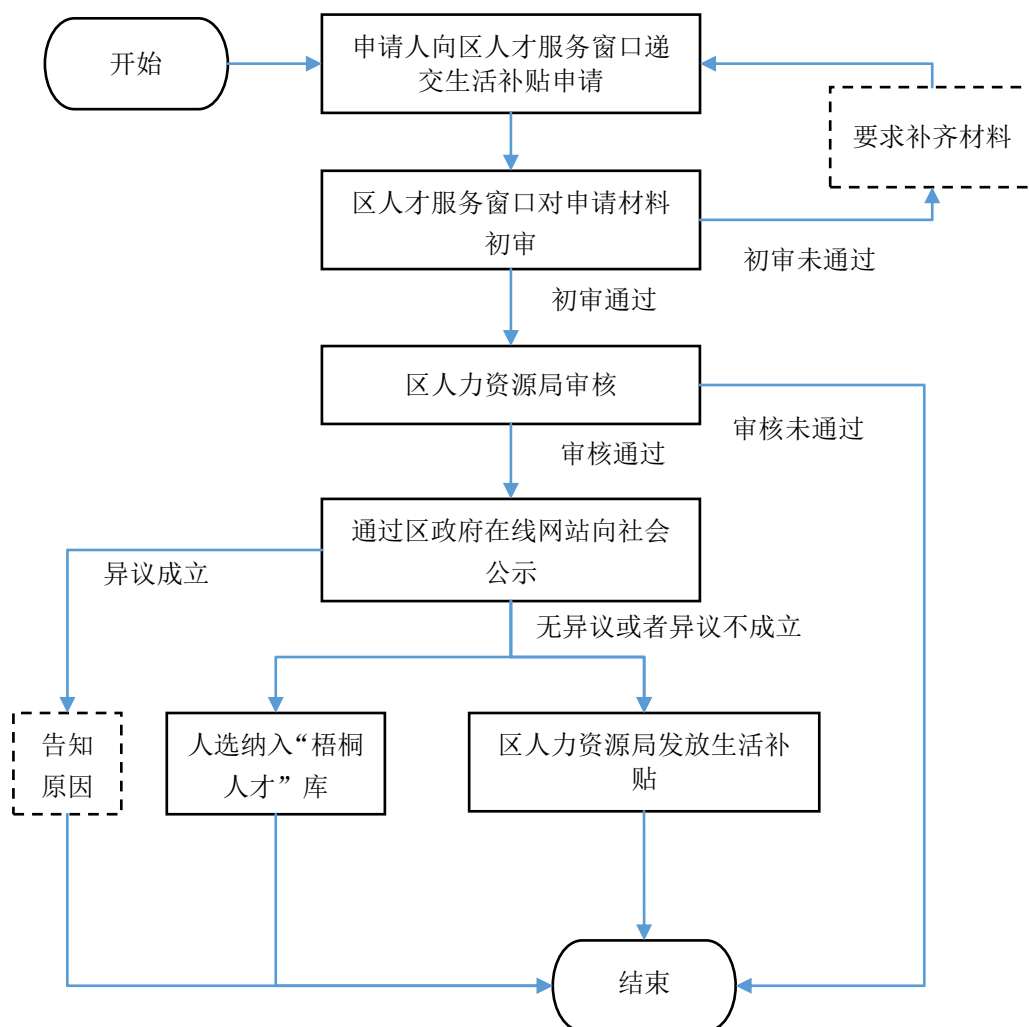 开始
申请人向区人才服务窗口递
交生活补贴申请
要求补齐材料
区人才服务窗口对申请材料
初审
初审未通过
初审通过
区人力资源局审核
审核未通过
审核通过
通过区政府在线网站向社会
公示
异议成立
无异议或者异议不成立
告知
原因
人选纳入“梧桐
人才”库
区人力资源局发放生活补
贴
结束